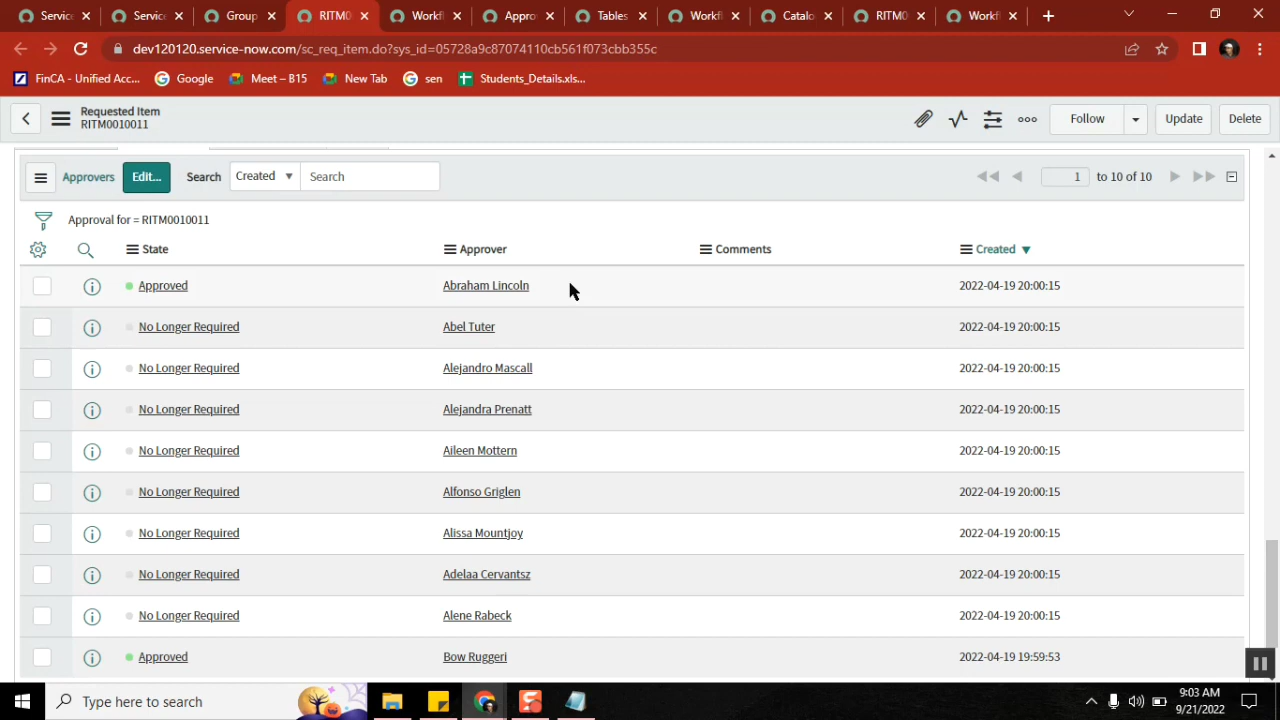 Service
Service
Group
RITM0
Workfl
Appro
Tables
Workfl
Catalo
RITM0
Workfl
dev120120.service-now.com/sc_req_item.do?sys_id=05728a9c87074110cb561f073cbb355c
FinCA - Unified Acc...
Google
Meet – B15
New Tab
sen
Students_Details.xls...
Requested Item
RITM0010011
Follow
Update
Delete
Approvers
Edit...
Search
Created
Search
1 to 10 of 10
Approval for = RITM0010011
State Approver Comments Created
Approved Abraham Lincoln 2022-04-19 20:00:15
No Longer Required Abel Tuter 2022-04-19 20:00:15
No Longer Required Alejandro Mascall 2022-04-19 20:00:15
No Longer Required Alejandra Prenatt 2022-04-19 20:00:15
No Longer Required Aileen Mottern 2022-04-19 20:00:15
No Longer Required Alfonso Griglen 2022-04-19 20:00:15
No Longer Required Alissa Mountjoy 2022-04-19 20:00:15
No Longer Required Adelaa Cervantsz 2022-04-19 20:00:15
No Longer Required Alene Rabeck 2022-04-19 20:00:15
Approved Bow Ruggeri 2022-04-19 19:59:53
Type here to search
9:03 AM
9/21/2022